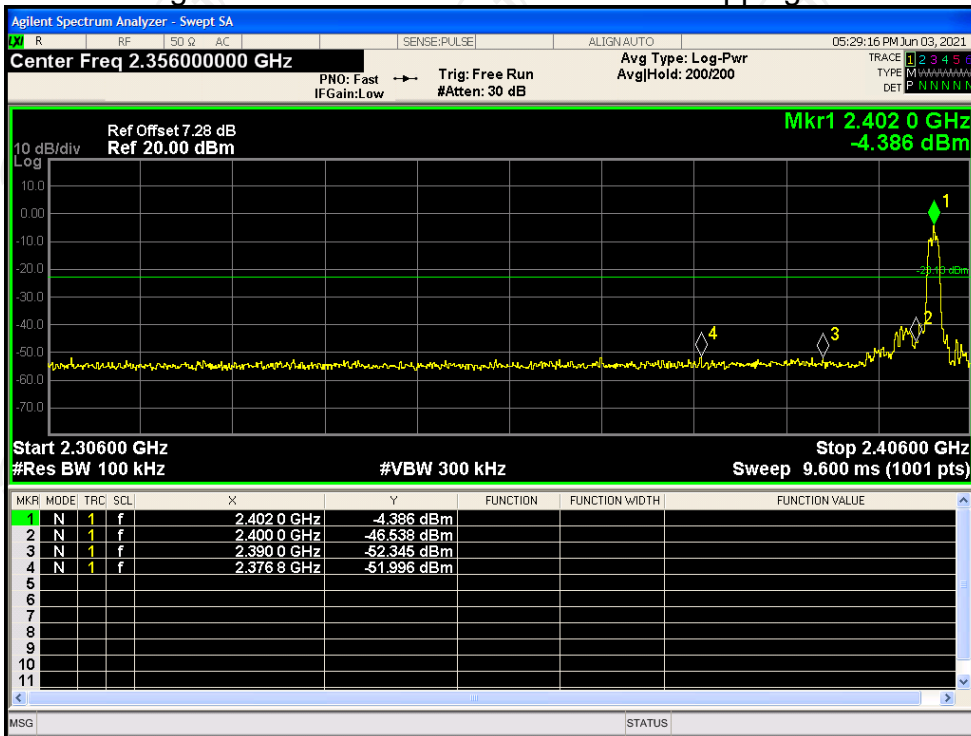 Agilent Spectrum Analyzer - Swept SA
LXI R RF 50 Ω AC SENSE:PULSE ALIGN AUTO 05:29:16 PM Jun 03, 2021
Center Freq 2.356000000 GHz Avg Type: Log-Pwr TRACE 1 2 3 4 5 6
PNO: Fast Trig: Free Run Avg|Hold: 200/200 TYPE M
IFGain:Low #Atten: 30 dB DET P N N N N N
Mkr1 2.402 0 GHz
Ref Offset 7.28 dB
10 dB/div Ref 20.00 dBm -4.386 dBm
Log
10.0
1
0.00
-10.0
-20.0
-23.13 dBm
-30.0
-40.0
4 3 2
-50.0
-60.0
-70.0
Start 2.30600 GHz Stop 2.40600 GHz
#Res BW 100 kHz #VBW 300 kHz Sweep 9.600 ms (1001 pts)
MKR MODE TRC SCL X Y FUNCTION FUNCTION WIDTH FUNCTION VALUE
1 N 1 f 2.402 0 GHz -4.386 dBm
2 N 1 f 2.400 0 GHz -46.538 dBm
3 N 1 f 2.390 0 GHz -52.345 dBm
4 N 1 f 2.376 8 GHz -51.996 dBm
5
6
7
8
9
10
11
MSG STATUS